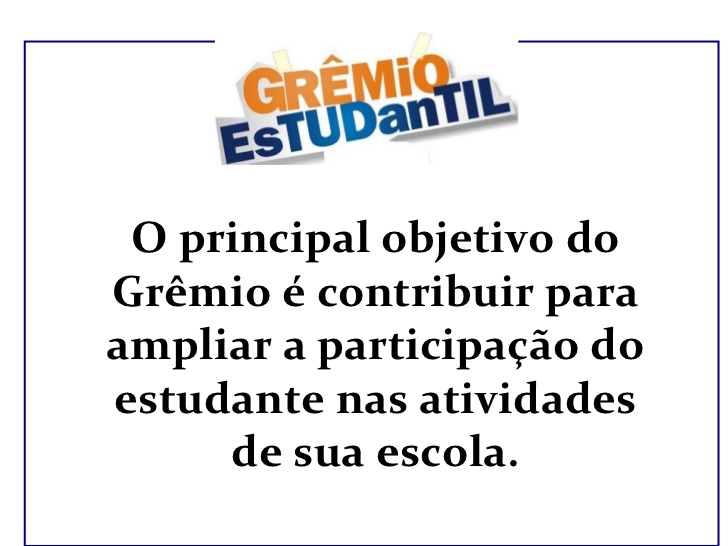 GRÊMiO
EsTUDanTIL
O principal objetivo do
Grêmio é contribuir para
ampliar a participação do
estudante nas atividades
de sua escola.